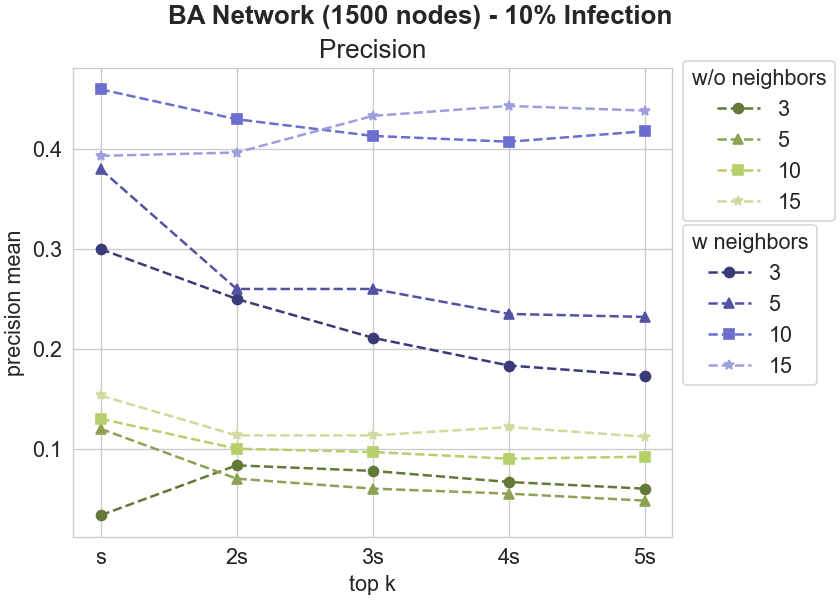 BA Network (1500 nodes) - 10% Infection
Precision
precision mean
0.4
0.3
0.2
0.1
s 2s 3s 4s 5s
top k
w/o neighbors
3
5
10
15
w neighbors
3
5
10
15